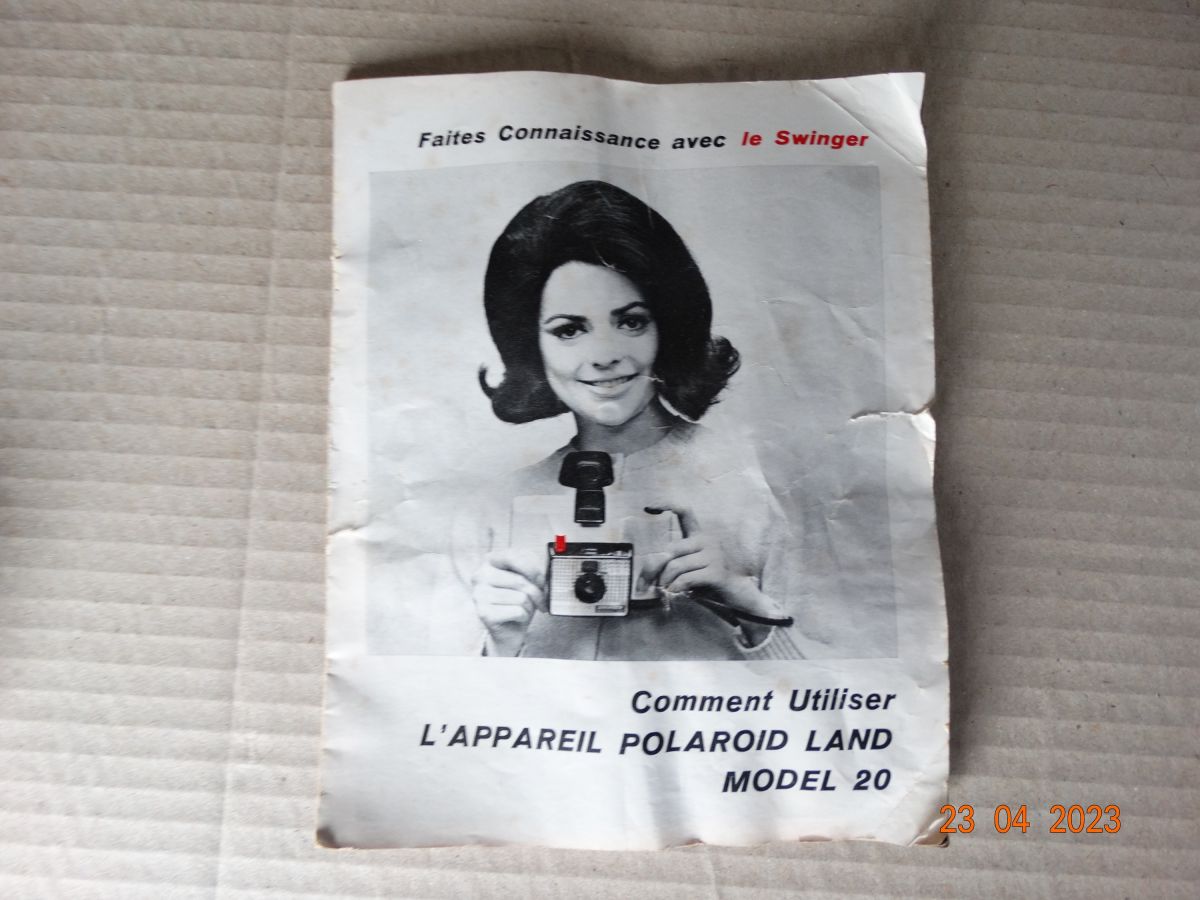 Faites Connaissance avec le Swinger
Comment Utiliser
L'APPAREIL POLAROID LAND
MODEL 20
23 04 2023